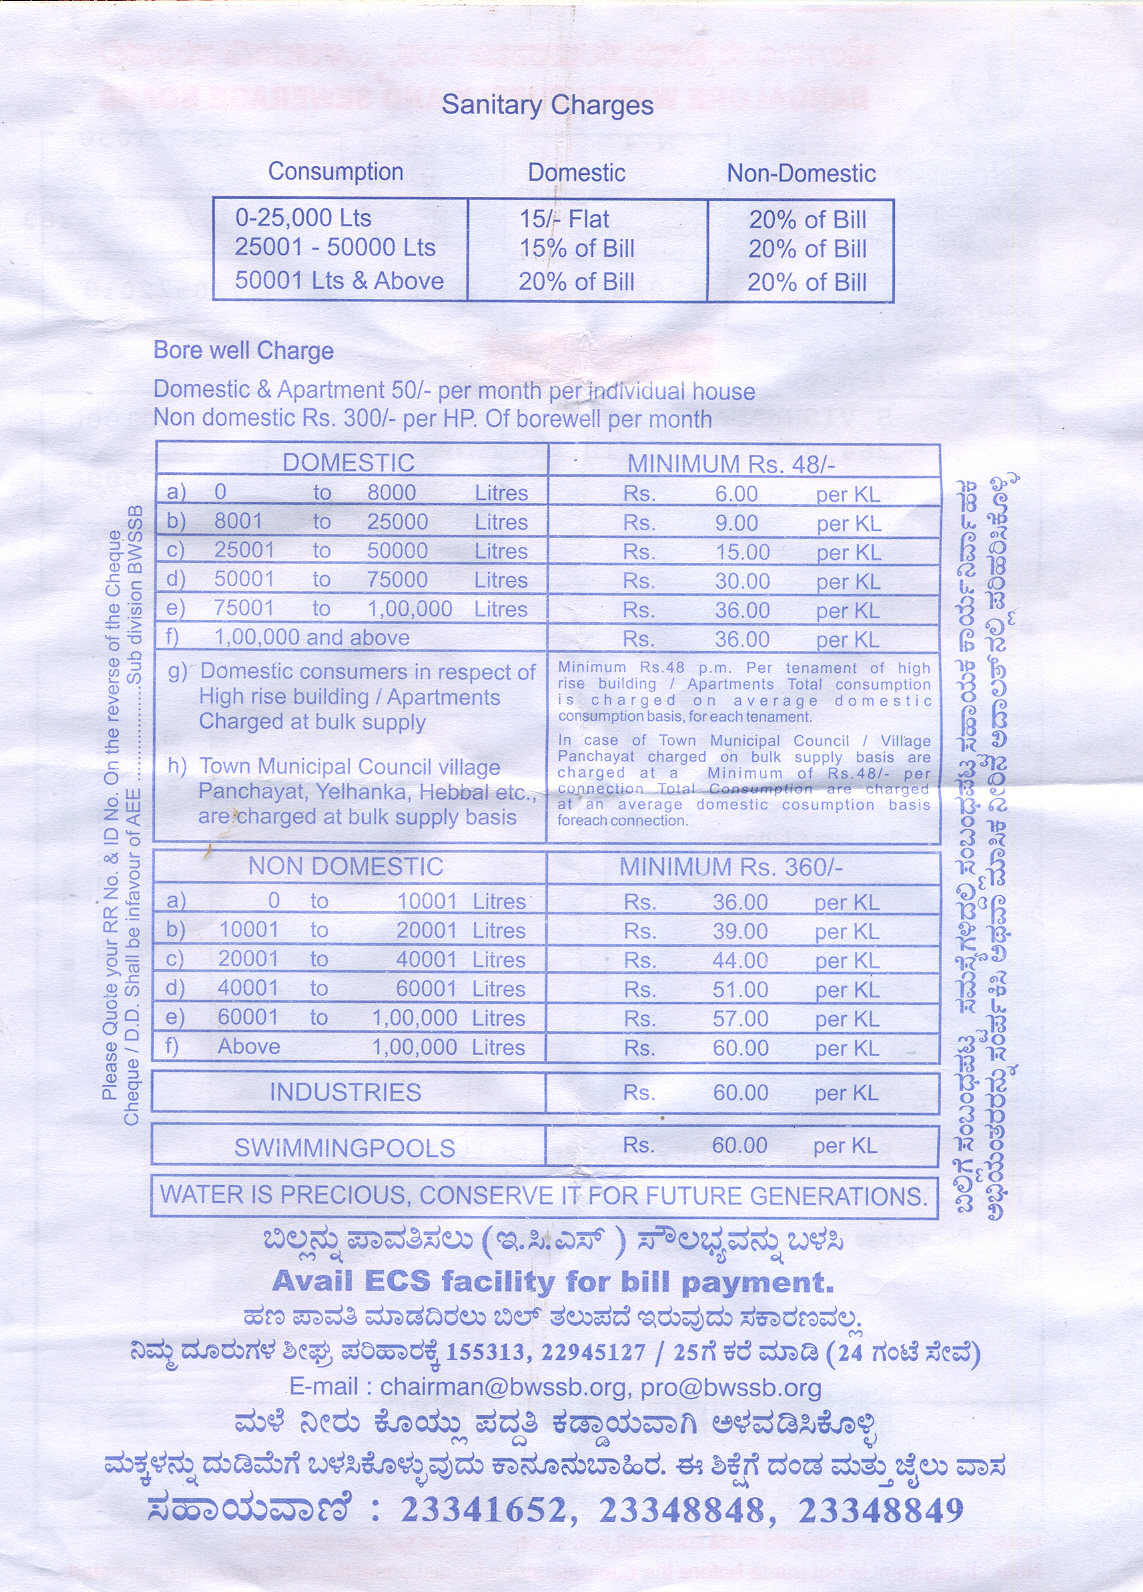 Sanitary Charges
Consumption Domestic Non-Domestic
0-25,000 Lts 15/- Flat 20% of Bill
25001 - 50000 Lts 15% of Bill 20% of Bill
50001 Lts & Above 20% of Bill 20% of Bill
Bore well Charge
Domestic & Apartment 50/- per month per individual house
Non domestic Rs. 300/- per HP. Of borewell per month
DOMESTIC MINIMUM Rs. 48/-
a) 0 to 8000 Litres Rs. 6.00 per KL
b) 8001 to 25000 Litres Rs. 9.00 per KL
c) 25001 to 50000 Litres Rs. 15.00 per KL
d) 50001 to 75000 Litres Rs. 30.00 per KL
e) 75001 to 1,00,000 Litres Rs. 36.00 per KL
f) 1,00,000 and above Rs. 36.00 per KL
g) Domestic consumers in respect of
High rise building / Apartments
Charged at bulk supply
Minimum Rs.48 p.m. Per tenament of high
rise building / Apartments Total consumption
is charged on average domestic
consumption basis, for each tenament.
h) Town Municipal Council village
Panchayat, Yelhanka, Hebbal etc.,
are charged at bulk supply basis
In case of Town Municipal Council / Village
Panchayat charged on bulk supply basis are
charged at a Minimum of Rs.48/- per
connection Total Consumption are charged
at an average domestic cosumption basis
foreach connection.
NON DOMESTIC MINIMUM Rs. 360/-
a) 0 to 10001 Litres Rs. 36.00 per KL
b) 10001 to 20001 Litres Rs. 39.00 per KL
c) 20001 to 40001 Litres Rs. 44.00 per KL
d) 40001 to 60001 Litres Rs. 51.00 per KL
e) 60001 to 1,00,000 Litres Rs. 57.00 per KL
f) Above 1,00,000 Litres Rs. 60.00 per KL
INDUSTRIES Rs. 60.00 per KL
SWIMMINGPOOLS Rs. 60.00 per KL
WATER IS PRECIOUS, CONSERVE IT FOR FUTURE GENERATIONS.
Please Quote your RR No. & ID No. On the reverse of the Cheque
Cheque / D.D. Shall be infavour of AEE ....................Sub division BWSSB
ಬಿಲ್ಲಿಗೆ ಸಂಬಂಧಪಟ್ಟ ಸಮಸ್ಯೆಗಳಿದ್ದಲ್ಲಿ ಸಂಬಂಧಪಟ್ಟ ಸಹಾಯಕ ಕಾರ್ಯನಿರ್ವಾಹಕ
ಅಭಿಯಂತರರನ್ನು ಸಂಪರ್ಕಿಸಿ ಅಥವಾ ಮಾಸಿಕ ನೀರಿನ ಅದಾಲತ್ ನಲ್ಲಿ ಪರಿಹರಿಸಿಕೊಳ್ಳಿ
ಬಿಲ್ಲನ್ನು ಪಾವತಿಸಲು (ಇ.ಸಿ.ಎಸ್ ) ಸೌಲಭ್ಯವನ್ನು ಬಳಸಿ
Avail ECS facility for bill payment.
ಹಣ ಪಾವತಿ ಮಾಡದಿರಲು ಬಿಲ್ ತಲುಪದೆ ಇರುವುದು ಸಕಾರಣವಲ್ಲ.
ನಿಮ್ಮ ದೂರುಗಳ ಶೀಘ್ರ ಪರಿಹಾರಕ್ಕೆ 155313, 22945127 / 25ಗೆ ಕರೆ ಮಾಡಿ (24 ಗಂಟೆ ಸೇವೆ)
E-mail : chairman@bwssb.org, pro@bwssb.org
ಮಳೆ ನೀರು ಕೊಯ್ಲು ಪದ್ದತಿ ಕಡ್ಡಾಯವಾಗಿ ಅಳವಡಿಸಿಕೊಳ್ಳಿ
ಮಕ್ಕಳನ್ನು ದುಡಿಮೆಗೆ ಬಳಸಿಕೊಳ್ಳುವುದು ಕಾನೂನುಬಾಹಿರ. ಈ ಶಿಕ್ಷೆಗೆ ದಂಡ ಮತ್ತು ಜೈಲು ವಾಸ
ಸಹಾಯವಾಣಿ : 23341652, 23348848, 23348849